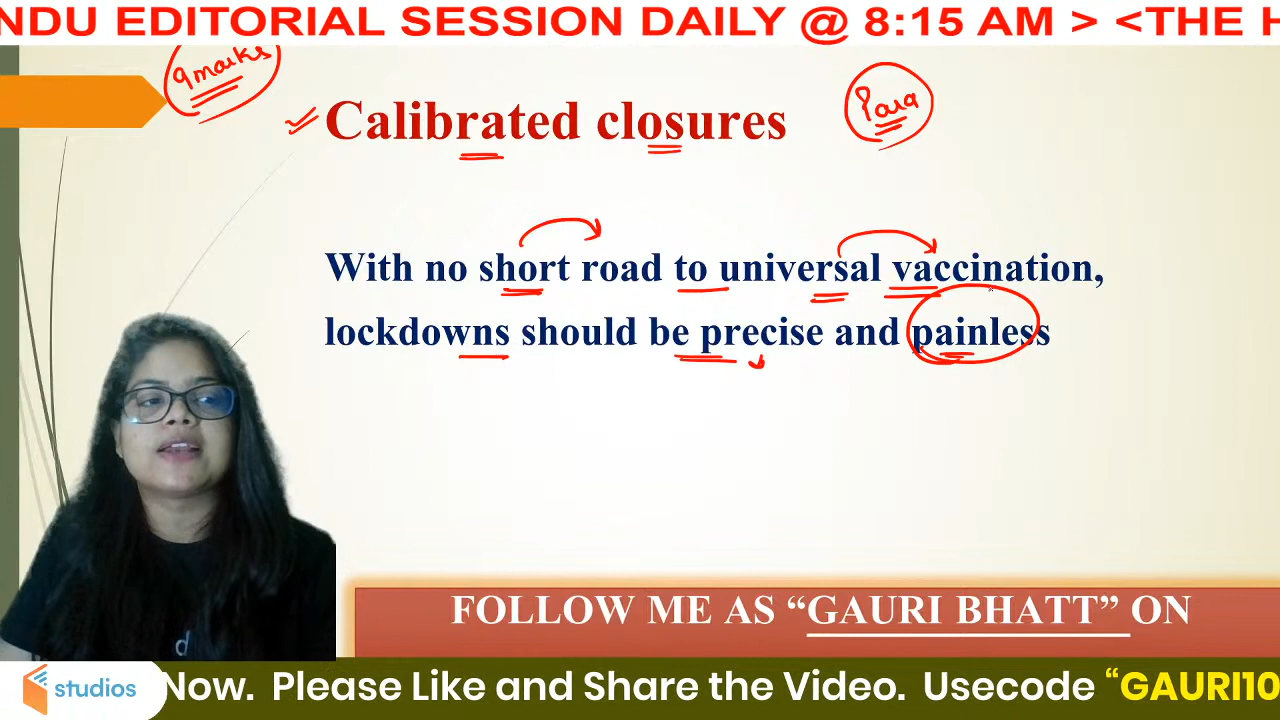 NDU EDITORIAL SESSION DAILY @ 8:15 AM > <THE H
9 marks
Para
Calibrated closures
With no short road to universal vaccination,
lockdowns should be precise and painless
d
FOLLOW ME AS “GAURI BHATT” ON
studios
Now. Please Like and Share the Video. Usecode “GAURI10